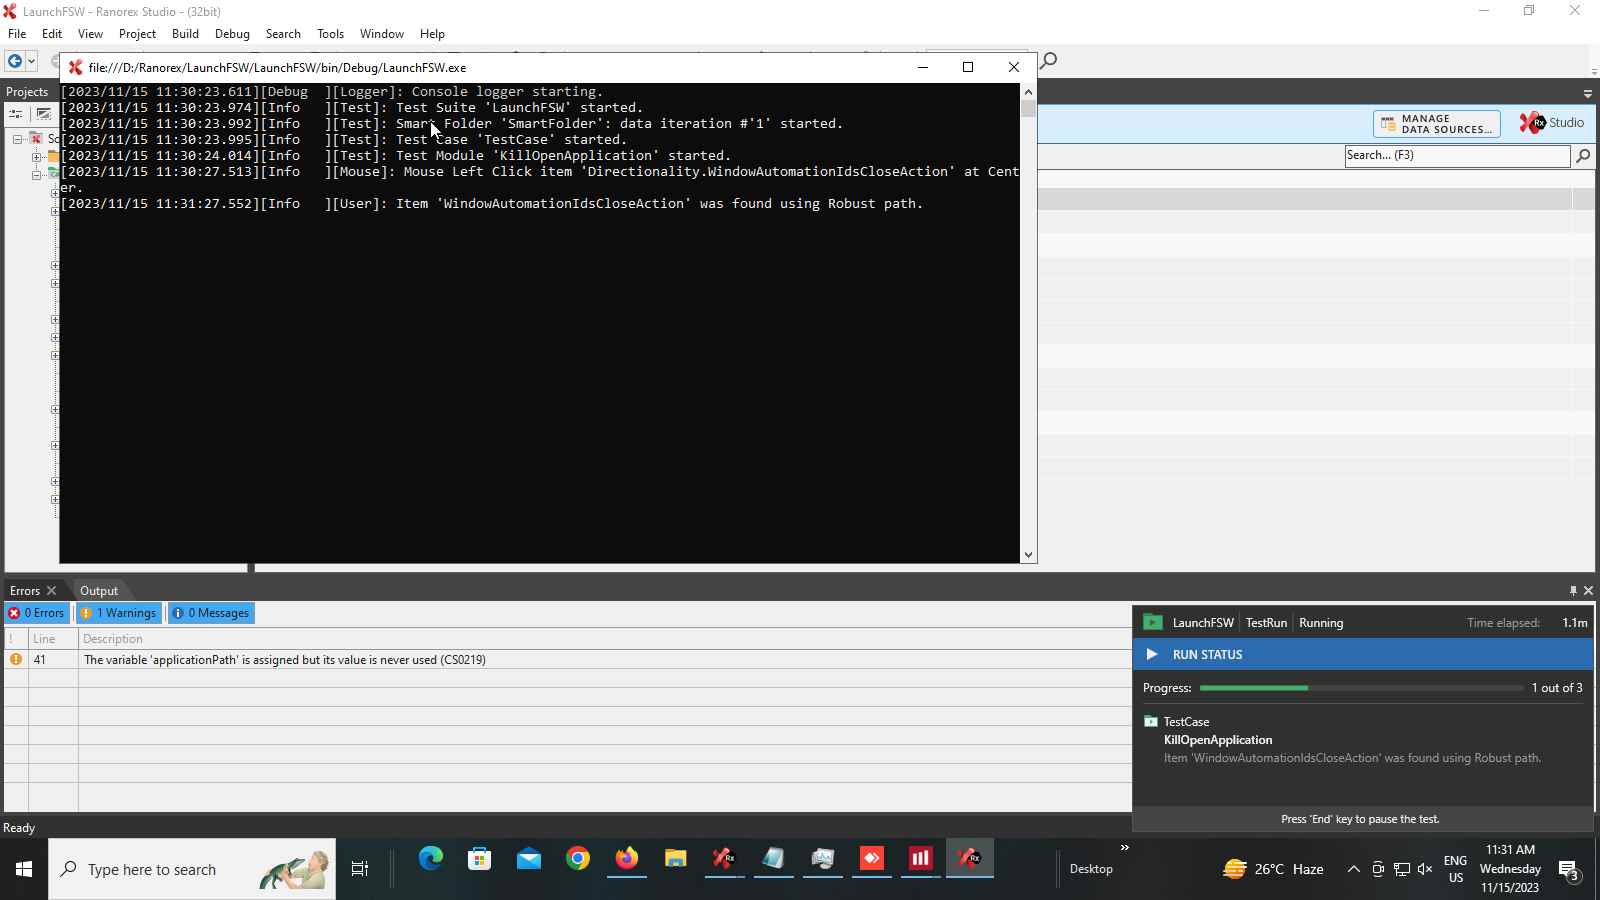 LaunchFSW - Ranorex Studio - (32bit)
File Edit View Project Build Debug Search Tools Window Help
file:///D:/Ranorex/LaunchFSW/LaunchFSW/bin/Debug/LaunchFSW.exe
Projects
[2023/11/15 11:30:23.611][Debug ][Logger]: Console logger starting.
[2023/11/15 11:30:23.974][Info ][Test]: Test Suite 'LaunchFSW' started.
[2023/11/15 11:30:23.992][Info ][Test]: Smart Folder 'SmartFolder': data iteration #'1' started.
[2023/11/15 11:30:23.995][Info ][Test]: Test Case 'TestCase' started.
[2023/11/15 11:30:24.014][Info ][Test]: Test Module 'KillOpenApplication' started.
[2023/11/15 11:30:27.513][Info ][Mouse]: Mouse Left Click item 'Directionality.WindowAutomationIdsCloseAction' at Cent
er.
[2023/11/15 11:31:27.552][Info ][User]: Item 'WindowAutomationIdsCloseAction' was found using Robust path.
MANAGE
DATA SOURCES...
Rx Studio
Search... (F3)
Errors Output
0 Errors 1 Warnings 0 Messages
! Line Description
41 The variable 'applicationPath' is assigned but its value is never used (CS0219)
LaunchFSW TestRun Running Time elapsed: 1.1m
RUN STATUS
Progress: 1 out of 3
TestCase
KillOpenApplication
Item 'WindowAutomationIdsCloseAction' was found using Robust path.
Press 'End' key to pause the test.
Ready
Type here to search
Desktop
26°C Haze
ENG
US
11:31 AM
Wednesday
11/15/2023
3